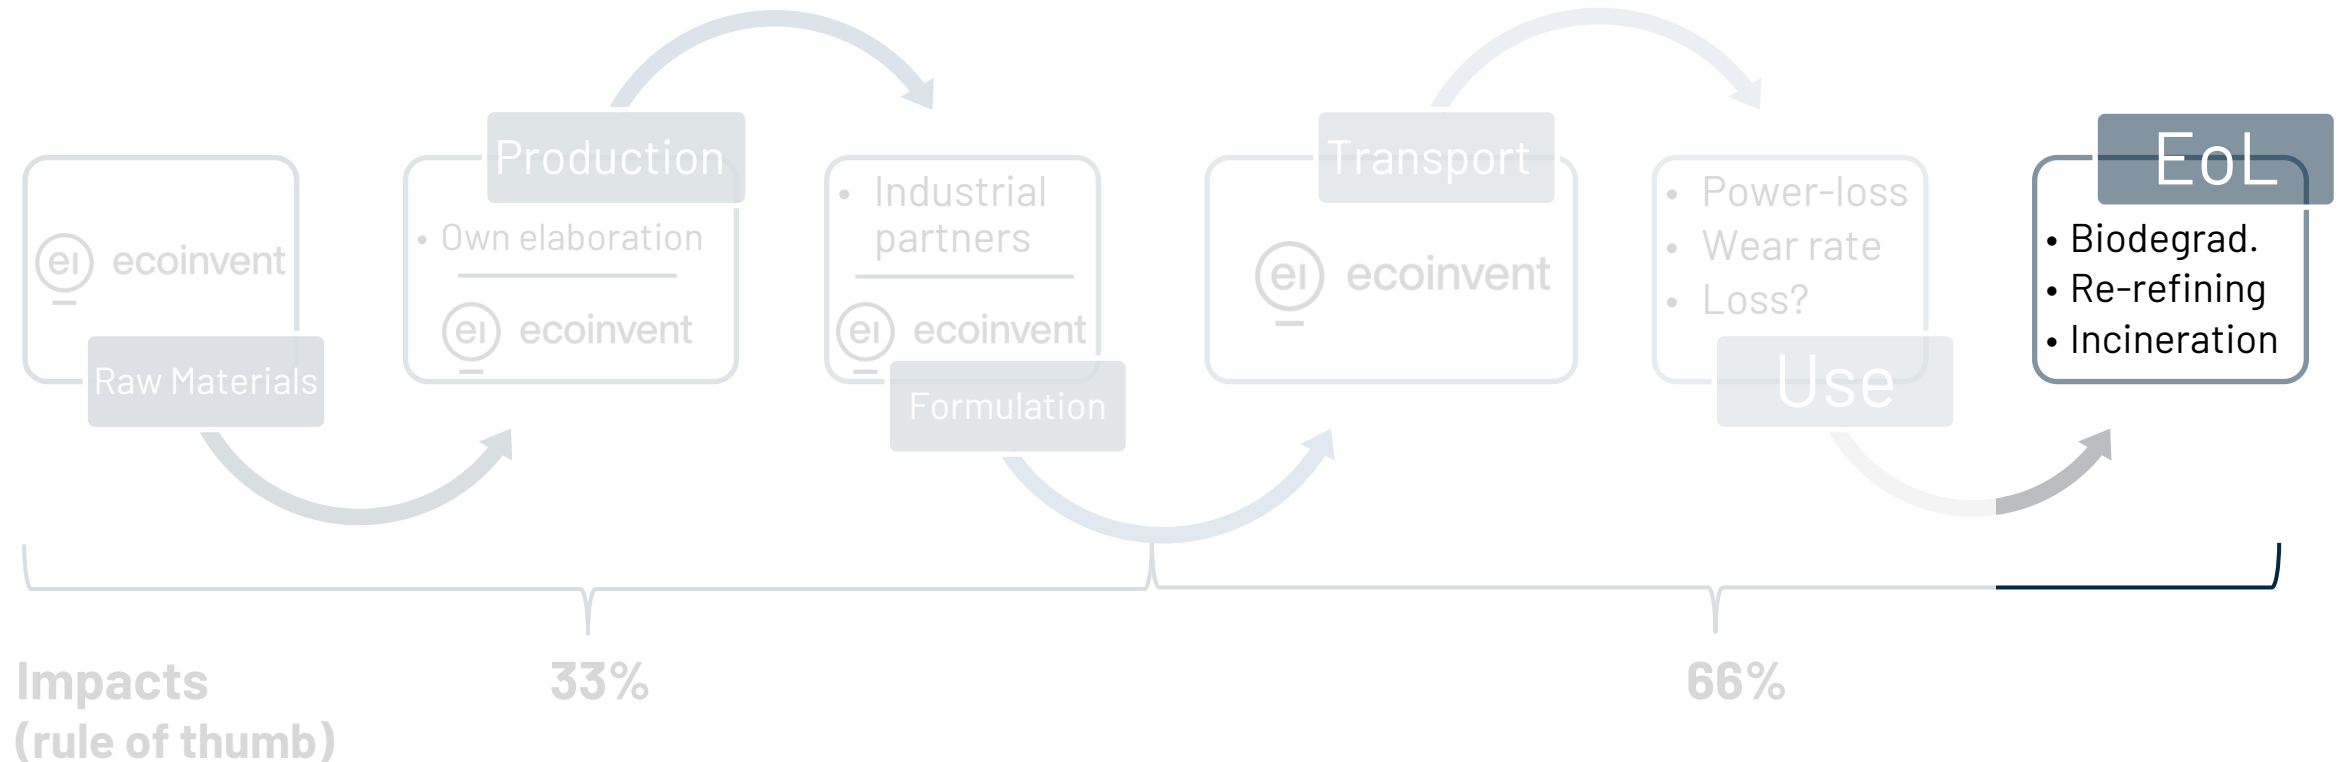 ecoinvent
Raw Materials
Production
• Own elaboration
ecoinvent
• Industrial
partners
ecoinvent
Formulation
Transport
ecoinvent
• Power-loss
• Wear rate
• Loss?
Use
EoL
• Biodegrad.
• Re-refining
• Incineration
Impacts
(rule of thumb)
33%
66%